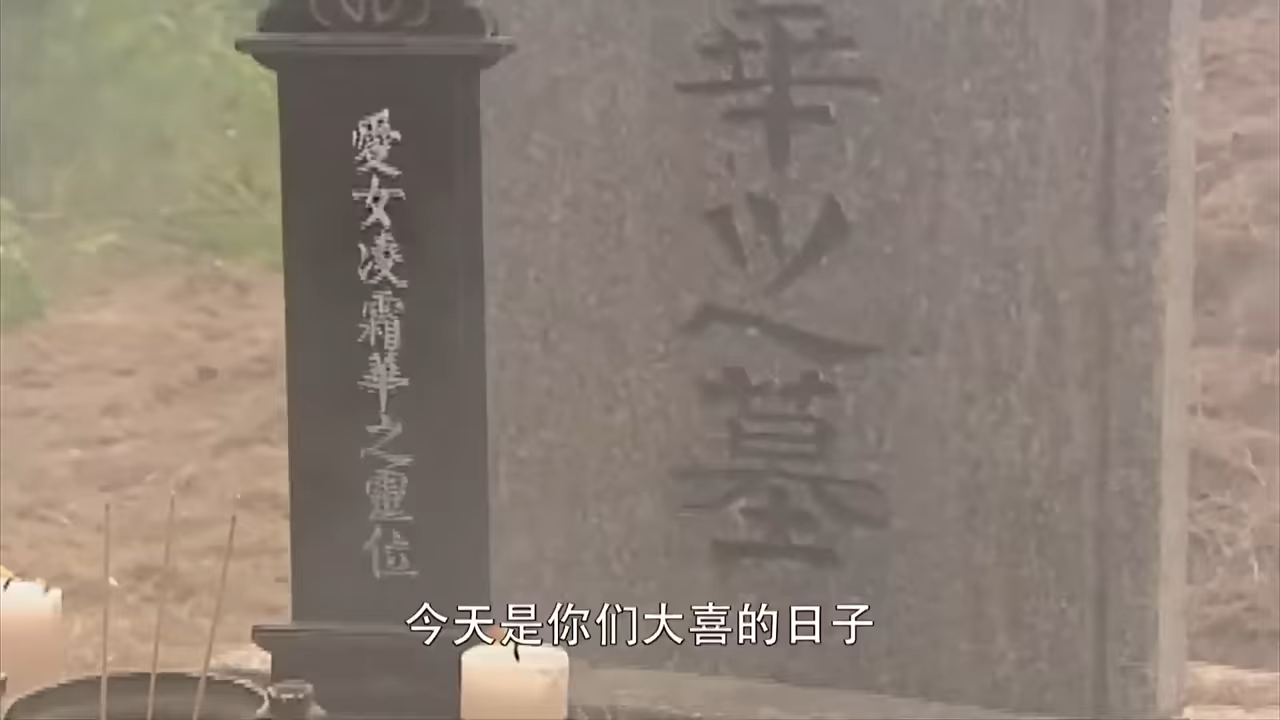 愛女凌霜華之靈位
華之墓
今天是你们大喜的日子